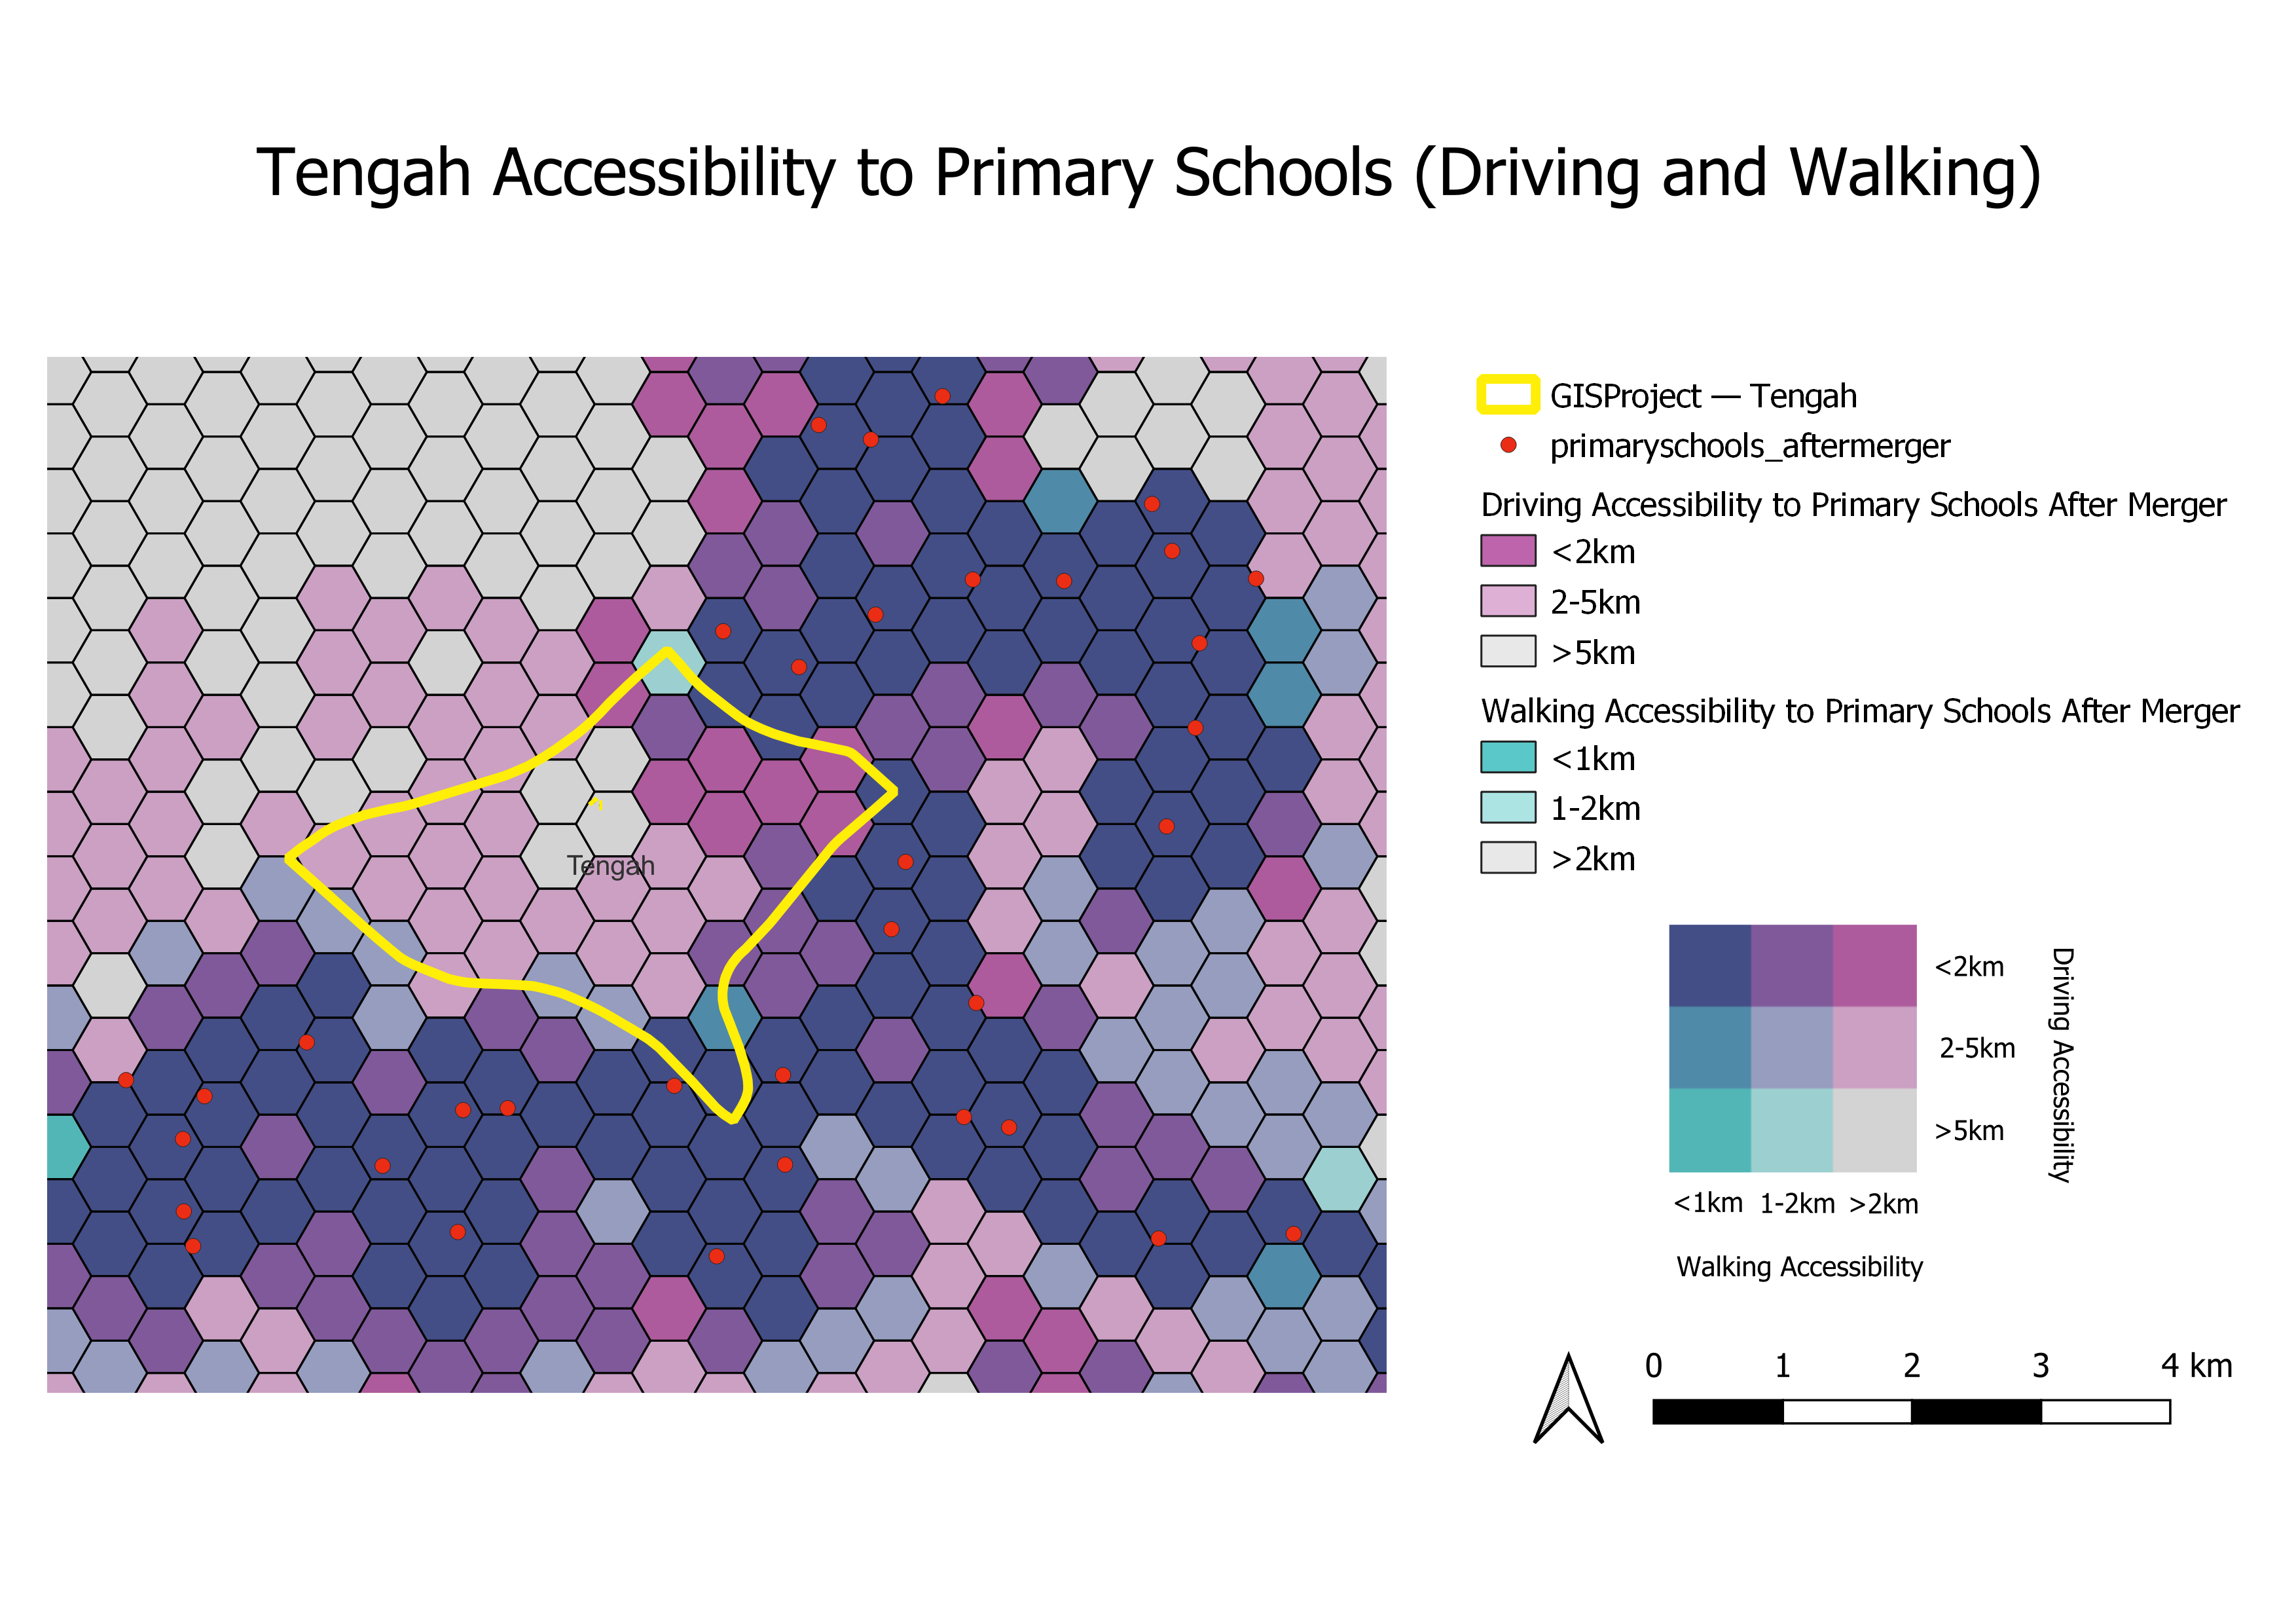 Tengah Accessibility to Primary Schools (Driving and Walking)
Tengah
GISProject — Tengah
primaryschools_aftermerger
Driving Accessibility to Primary Schools After Merger
<2km
2-5km
>5km
Walking Accessibility to Primary Schools After Merger
<1km
1-2km
>2km
<2km
2-5km
>5km
Driving Accessibility
<1km 1-2km >2km
Walking Accessibility
0 1 2 3 4 km